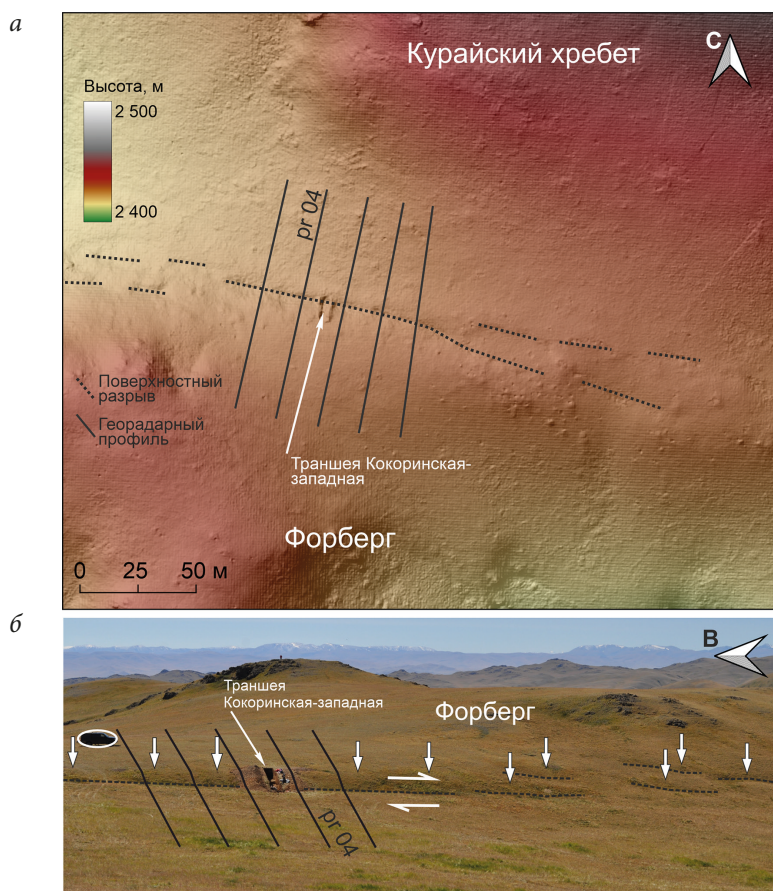 а
Курайский хребет
С
Высота, м
2 500
2 400
pr 04
Поверхностный
разрыв
Георадарный
профиль
Траншея Кокоринская-
западная
Форберг
0 25 50 м
б
В
Траншея
Кокоринская-западная
Форберг
pr 04